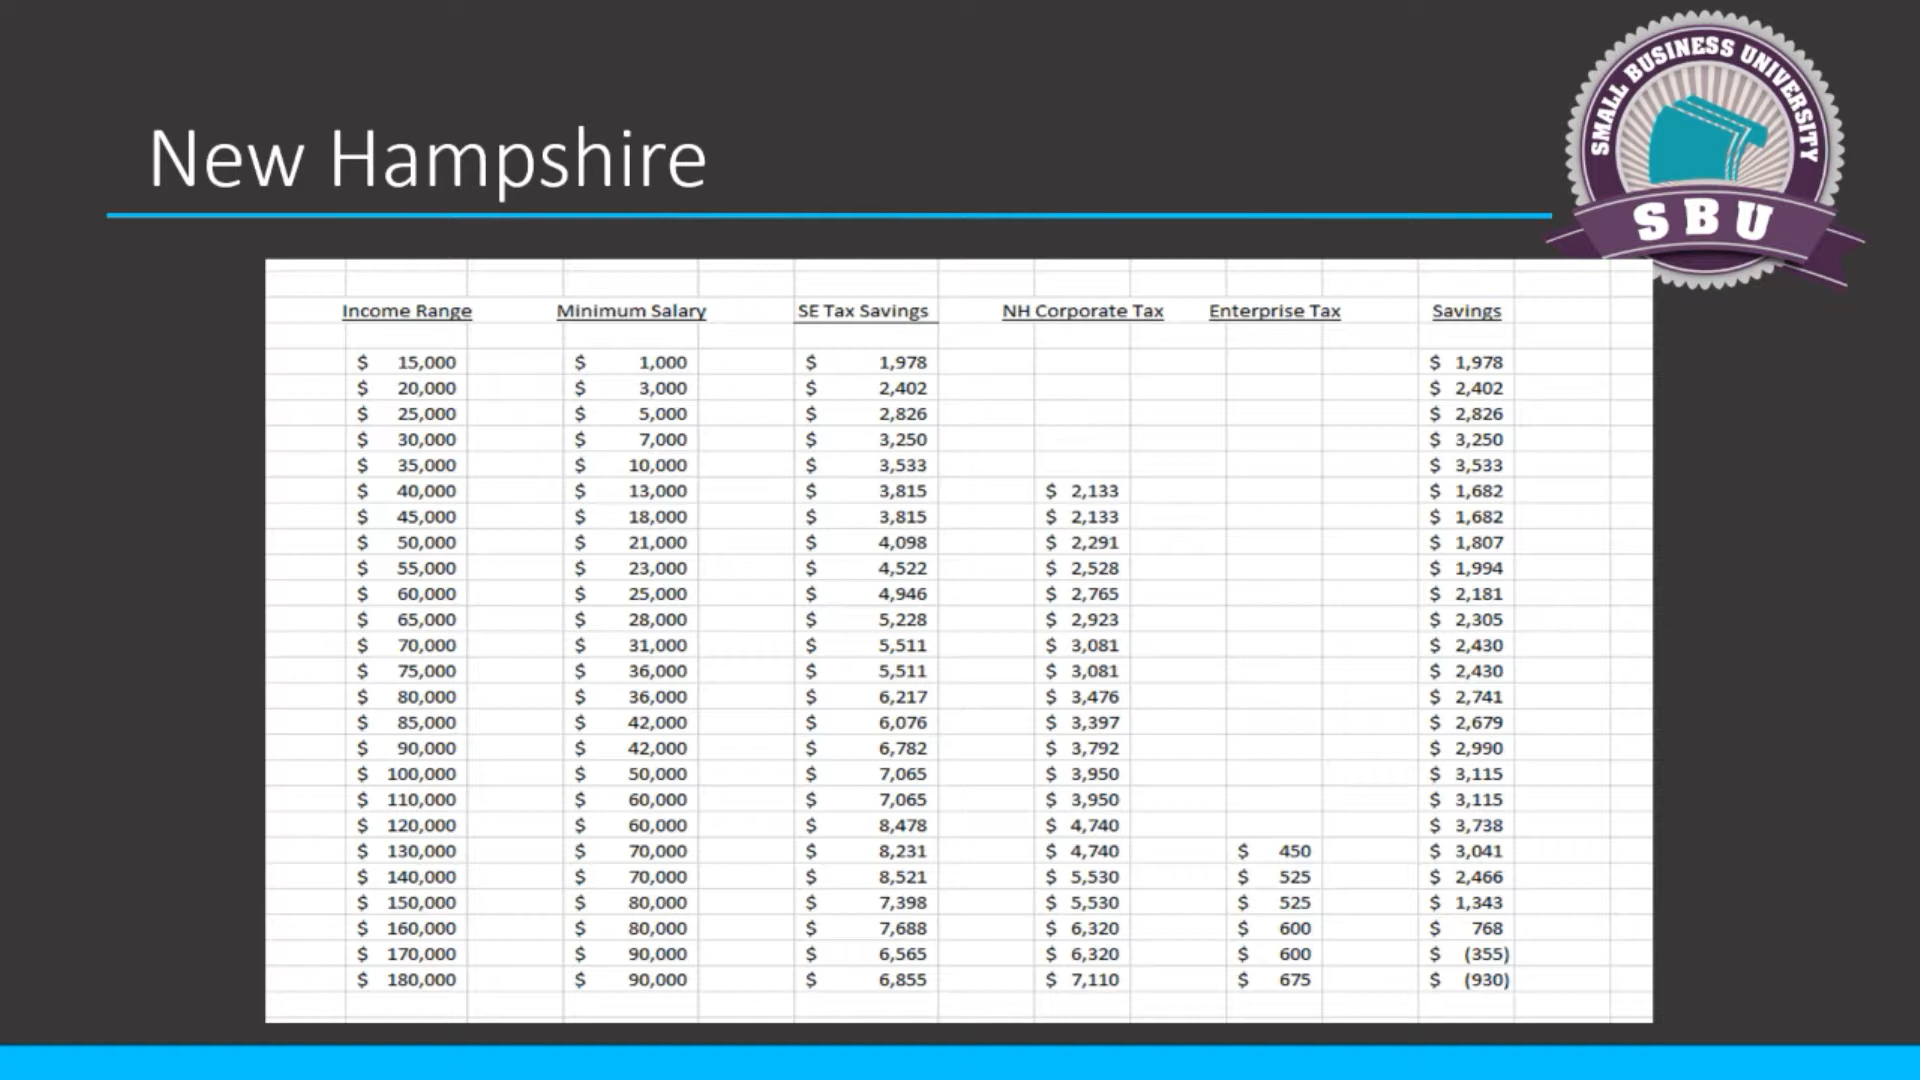 SMALL BUSINESS UNIVERSITY
SBU
New Hampshire
Income Range Minimum Salary SE Tax Savings NH Corporate Tax Enterprise Tax Savings
$ 15,000 $ 1,000 $ 1,978 $ 1,978
$ 20,000 $ 3,000 $ 2,402 $ 2,402
$ 25,000 $ 5,000 $ 2,826 $ 2,826
$ 30,000 $ 7,000 $ 3,250 $ 3,250
$ 35,000 $ 10,000 $ 3,533 $ 3,533
$ 40,000 $ 13,000 $ 3,815 $ 2,133 $ 1,682
$ 45,000 $ 18,000 $ 3,815 $ 2,133 $ 1,682
$ 50,000 $ 21,000 $ 4,098 $ 2,291 $ 1,807
$ 55,000 $ 23,000 $ 4,522 $ 2,528 $ 1,994
$ 60,000 $ 25,000 $ 4,946 $ 2,765 $ 2,181
$ 65,000 $ 28,000 $ 5,228 $ 2,923 $ 2,305
$ 70,000 $ 31,000 $ 5,511 $ 3,081 $ 2,430
$ 75,000 $ 36,000 $ 5,511 $ 3,081 $ 2,430
$ 80,000 $ 36,000 $ 6,217 $ 3,476 $ 2,741
$ 85,000 $ 42,000 $ 6,076 $ 3,397 $ 2,679
$ 90,000 $ 42,000 $ 6,782 $ 3,792 $ 2,990
$ 100,000 $ 50,000 $ 7,065 $ 3,950 $ 3,115
$ 110,000 $ 60,000 $ 7,065 $ 3,950 $ 3,115
$ 120,000 $ 60,000 $ 8,478 $ 4,740 $ 3,738
$ 130,000 $ 70,000 $ 8,231 $ 4,740 $ 450 $ 3,041
$ 140,000 $ 70,000 $ 8,521 $ 5,530 $ 525 $ 2,466
$ 150,000 $ 80,000 $ 7,398 $ 5,530 $ 525 $ 1,343
$ 160,000 $ 80,000 $ 7,688 $ 6,320 $ 600 $ 768
$ 170,000 $ 90,000 $ 6,565 $ 6,320 $ 600 $ (355)
$ 180,000 $ 90,000 $ 6,855 $ 7,110 $ 675 $ (930)